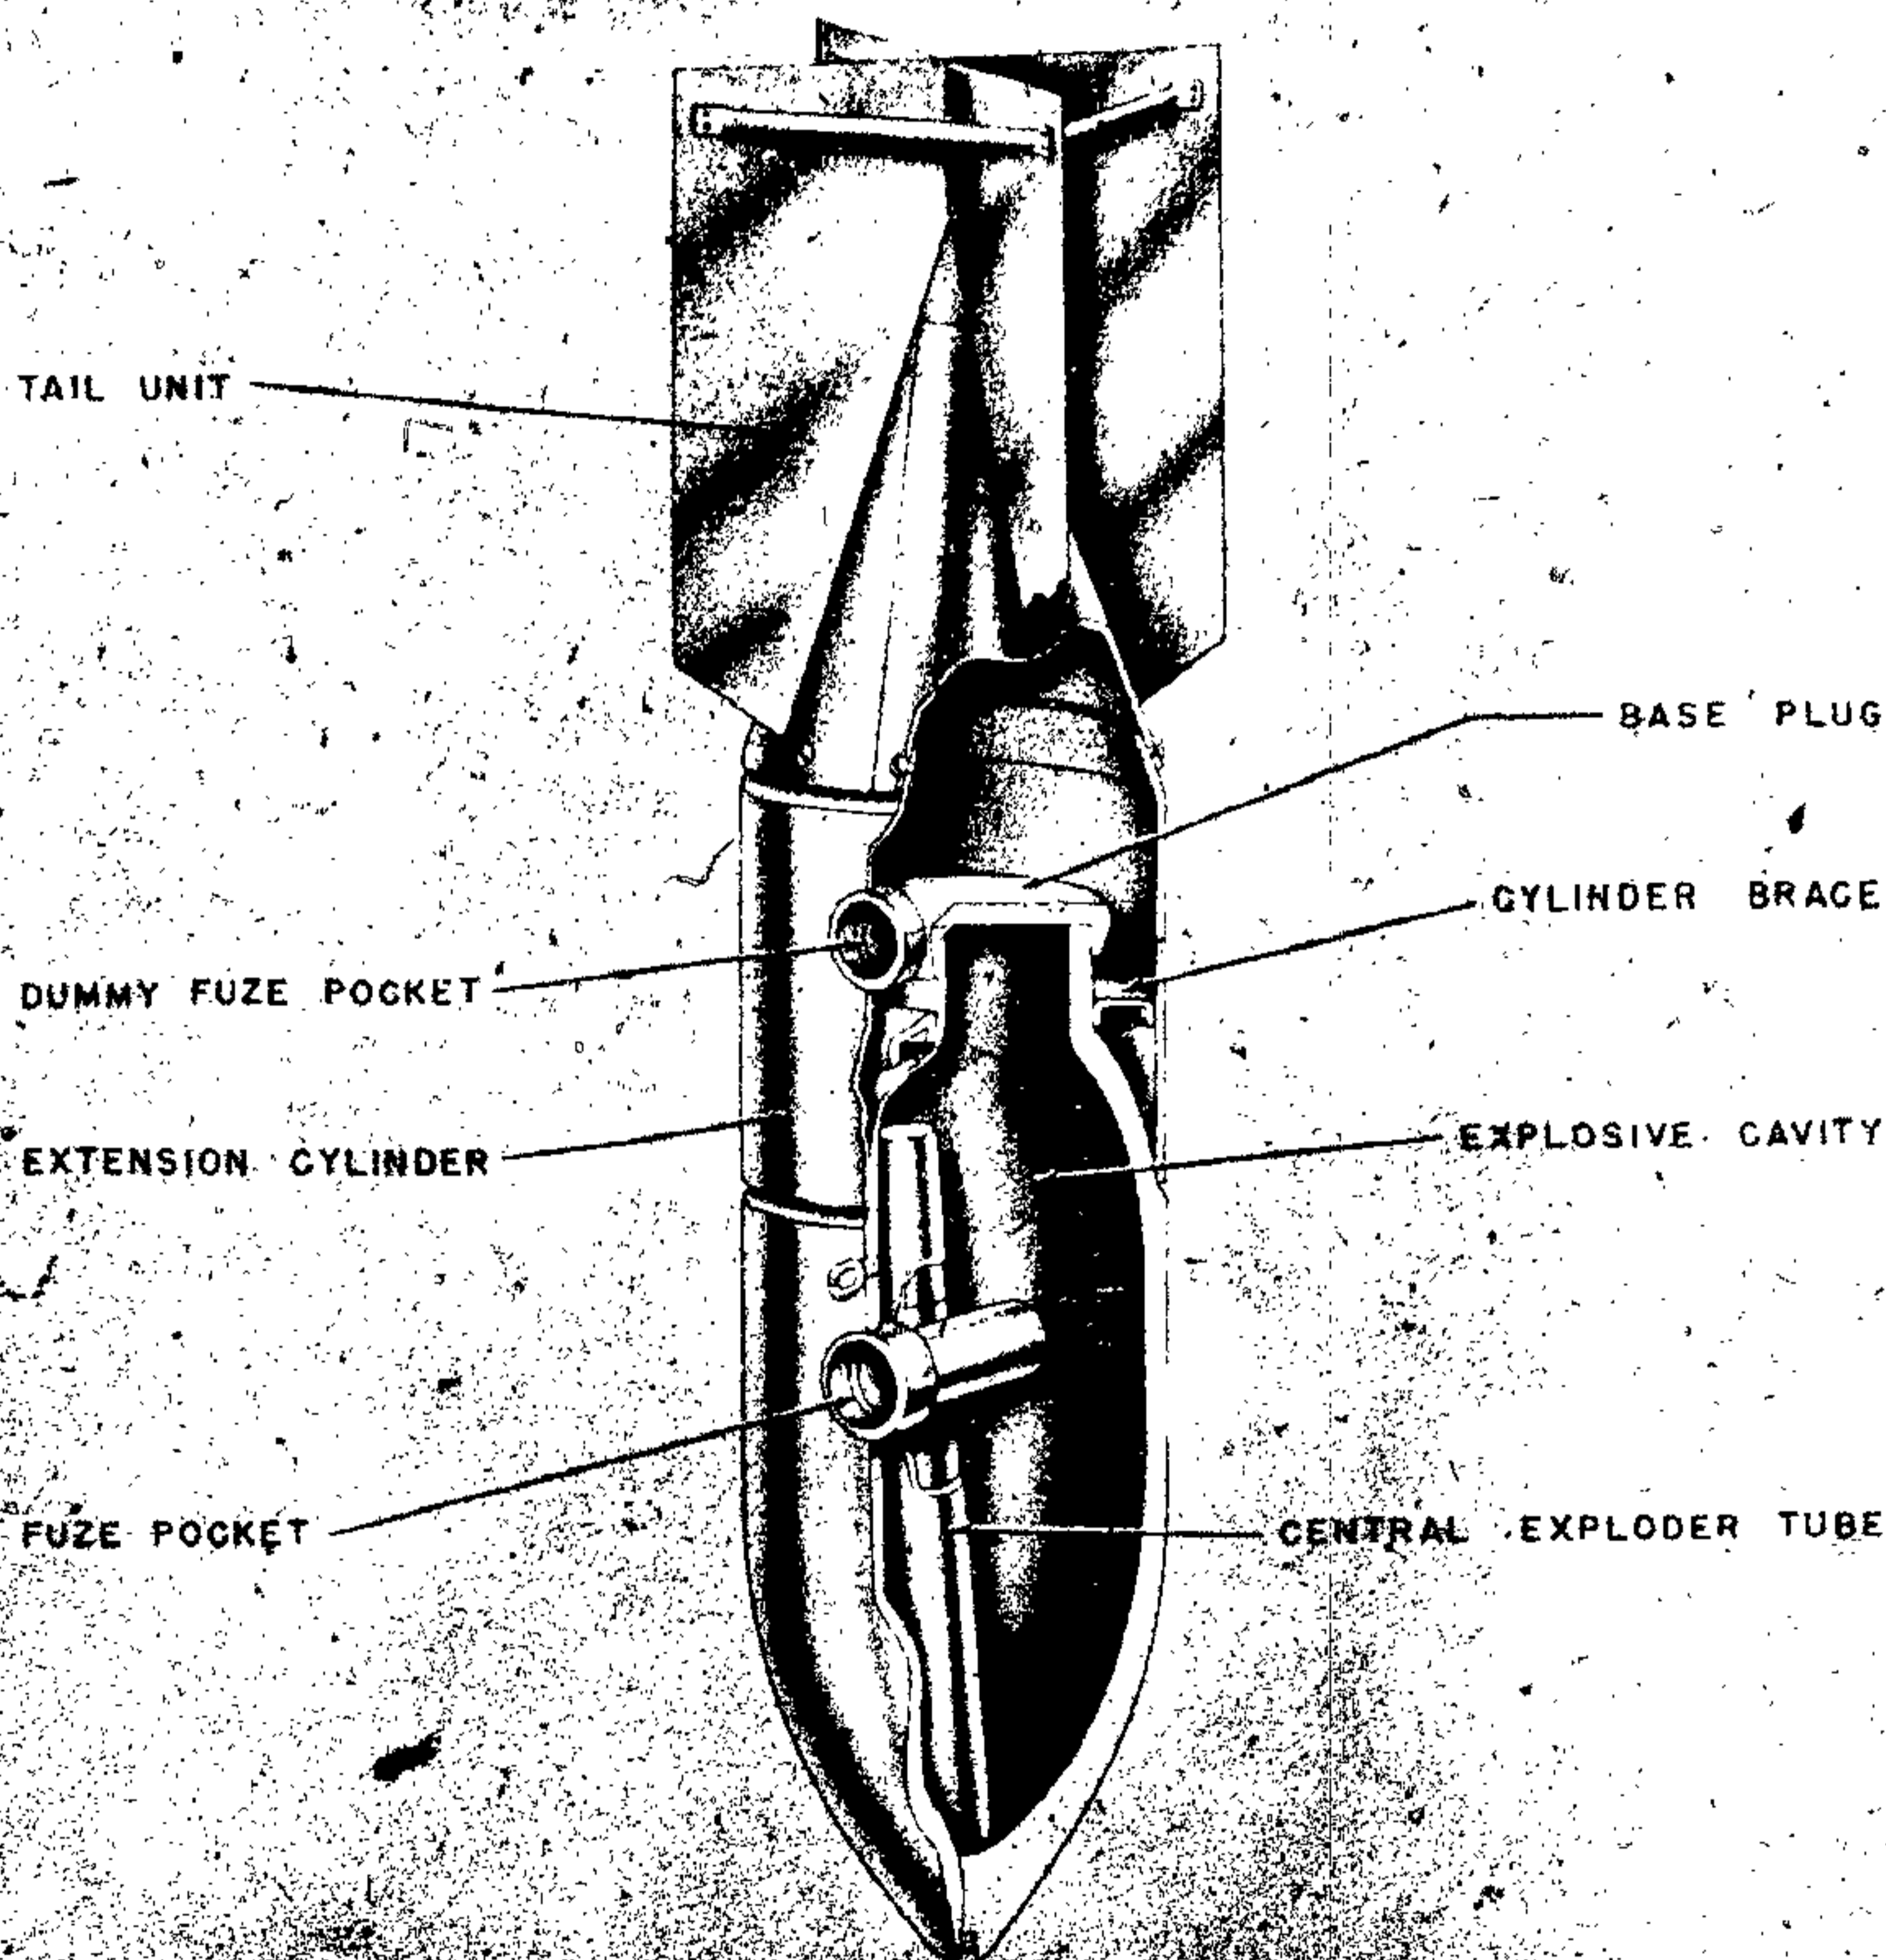 TAIL UNIT
BASE PLUG
CYLINDER BRACE
DUMMY FUZE POCKET
EXPLOSIVE CAVITY
EXTENSION CYLINDER
FUZE POCKET
CENTRAL EXPLODER TUBE